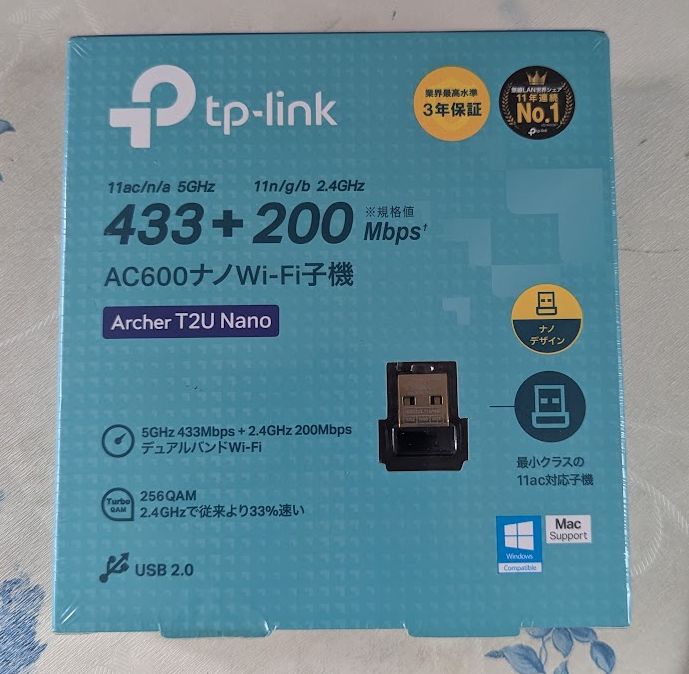 tp-link
業界最高水準
3年保証
無線LAN世界シェア
11年連続
No.1
tp-link
11ac/n/a 5GHz 11n/g/b 2.4GHz
433 + 200 Mbps†
※規格値
AC600ナノWi-Fi子機
Archer T2U Nano
ナノ
デザイン
5GHz 433Mbps + 2.4GHz 200Mbps
デュアルバンドWi-Fi
最小クラスの
11ac対応子機
Turbo
QAM
256QAM
2.4GHzで従来より33%速い
USB 2.0
Windows
Compatible
Mac
Support